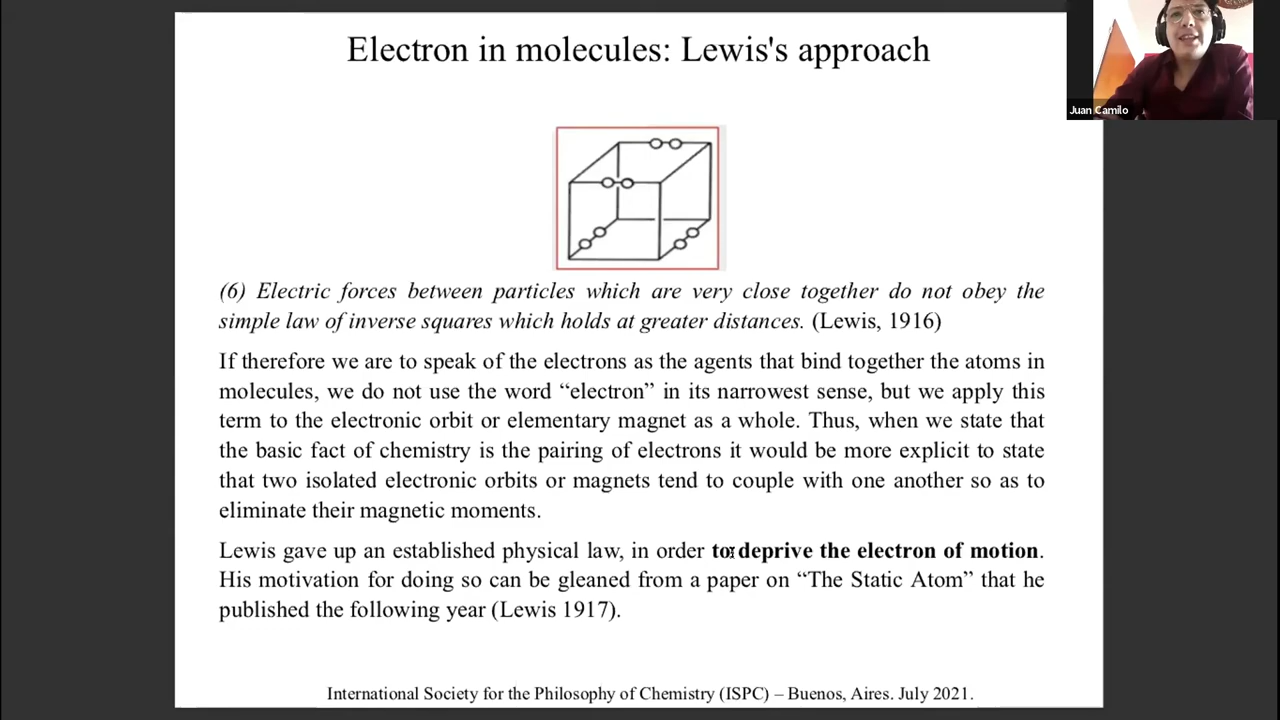 Electron in molecules: Lewis's approach
Juan Camilo
(6) Electric forces between particles which are very close together do not obey the
simple law of inverse squares which holds at greater distances. (Lewis, 1916)
If therefore we are to speak of the electrons as the agents that bind together the atoms in
molecules, we do not use the word “electron” in its narrowest sense, but we apply this
term to the electronic orbit or elementary magnet as a whole. Thus, when we state that
the basic fact of chemistry is the pairing of electrons it would be more explicit to state
that two isolated electronic orbits or magnets tend to couple with one another so as to
eliminate their magnetic moments.
Lewis gave up an established physical law, in order to deprive the electron of motion.
His motivation for doing so can be gleaned from a paper on “The Static Atom” that he
published the following year (Lewis 1917).
International Society for the Philosophy of Chemistry (ISPC) – Buenos, Aires. July 2021.